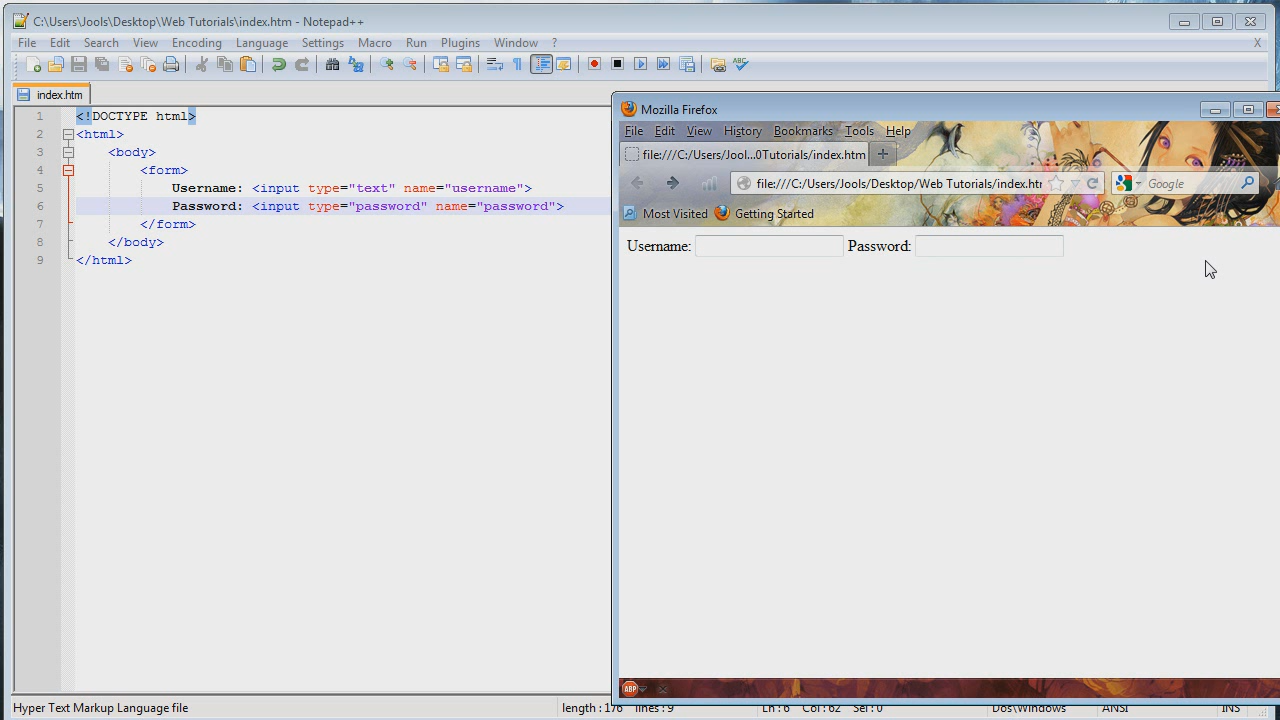 C:\Users\Jools\Desktop\Web Tutorials\index.htm - Notepad++
File Edit Search View Encoding Language Settings Macro Run Plugins Window ? X
index.htm
1 <!DOCTYPE html>
2 <html>
3 <body>
4 <form>
5 Username: <input type="text" name="username">
6 Password: <input type="password" name="password">
7 </form>
8 </body>
9 </html>
Mozilla Firefox
File Edit View History Bookmarks Tools Help
file:///C:/Users/Jool...0Tutorials/index.htm
file:///C:/Users/Jools/Desktop/Web Tutorials/index.htr Google
Most Visited Getting Started
Username: Password:
ABP
Hyper Text Markup Language file length : 176 lines : 9 Ln : 6 Col : 62 Sel : 0 Dos\Windows ANSI INS